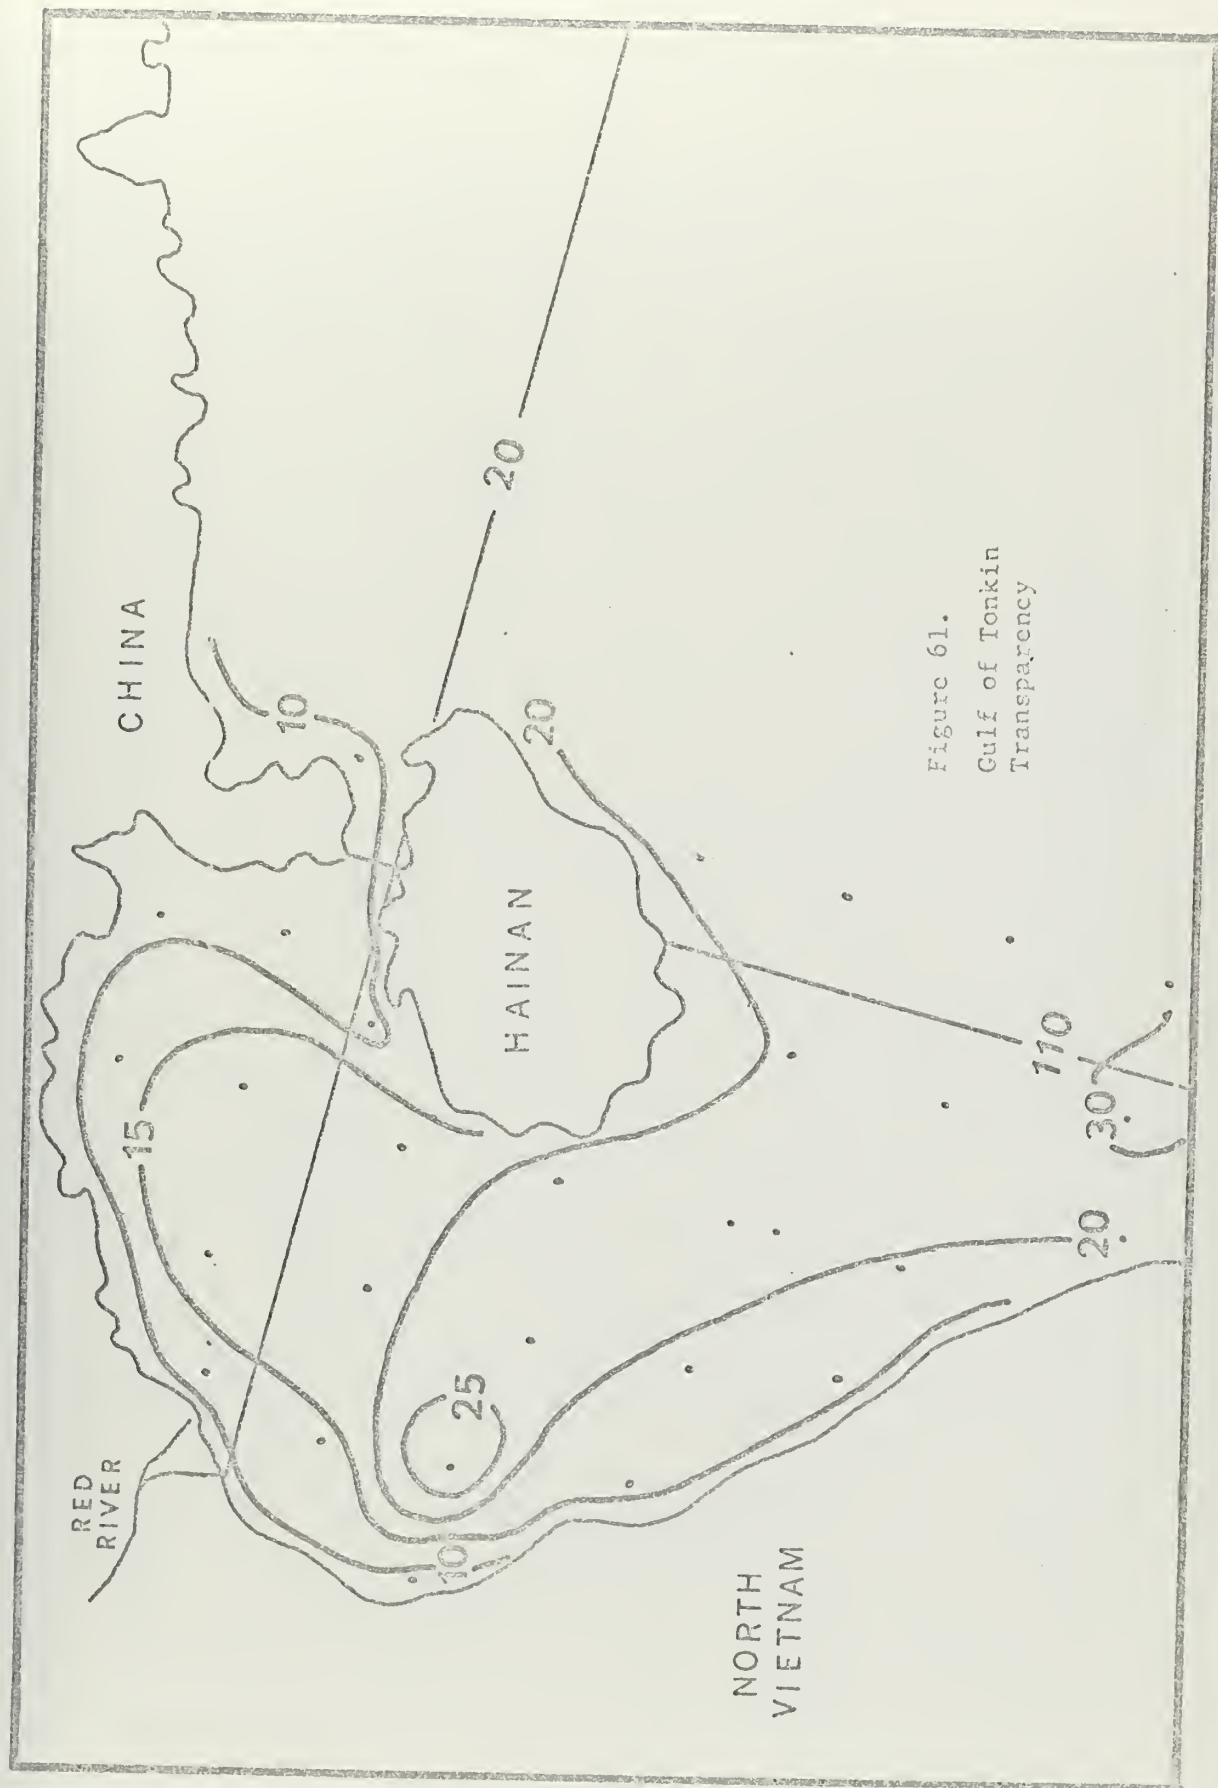 CHINA
RED
RIVER
10
15
20
20
HAINAN
25
10
NORTH
VIETNAM
110
30
20
Figure 61.
Gulf of Tonkin
Transparency